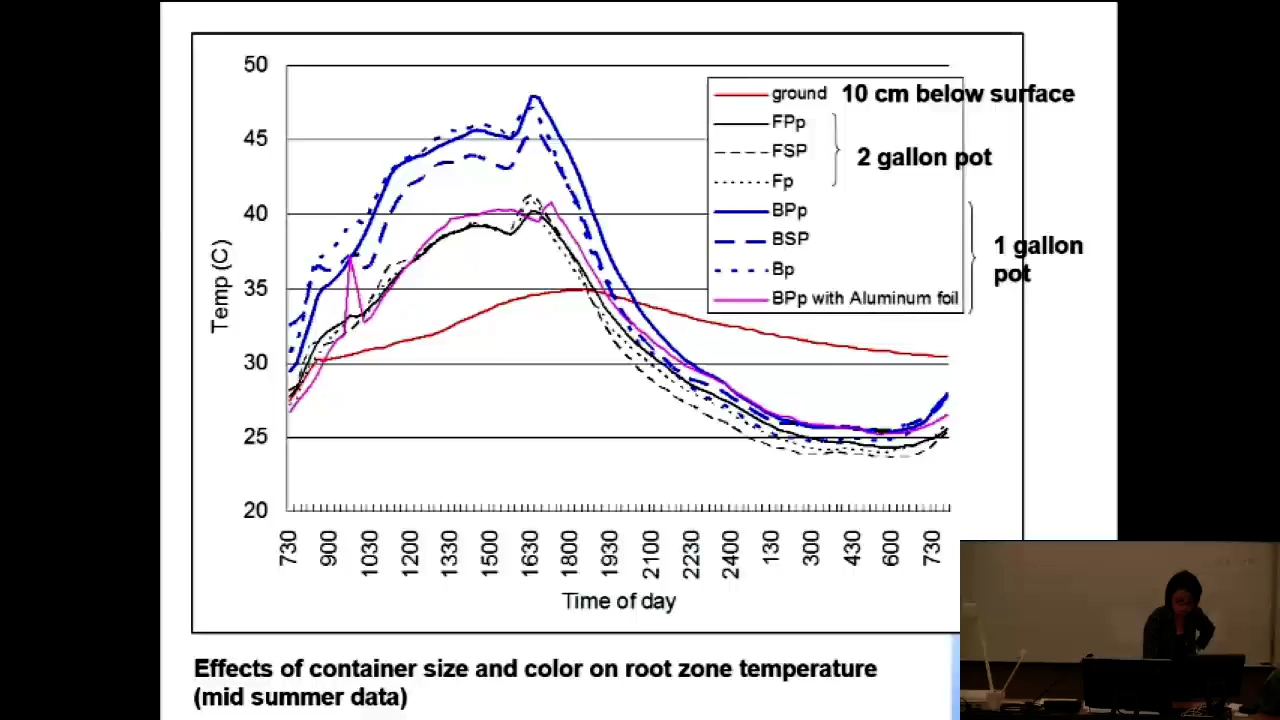 50
45
40
35
30
25
20
Temp (C)
ground 10 cm below surface
FPp
FSP
Fp
2 gallon pot
BPp
BSP
Bp
BPp with Aluminum foil
1 gallon
pot
730 900 1030 1200 1330 1500 1630 1800 1930 2100 2230 2400 130 300 430 600 730
Time of day
Effects of container size and color on root zone temperature
(mid summer data)